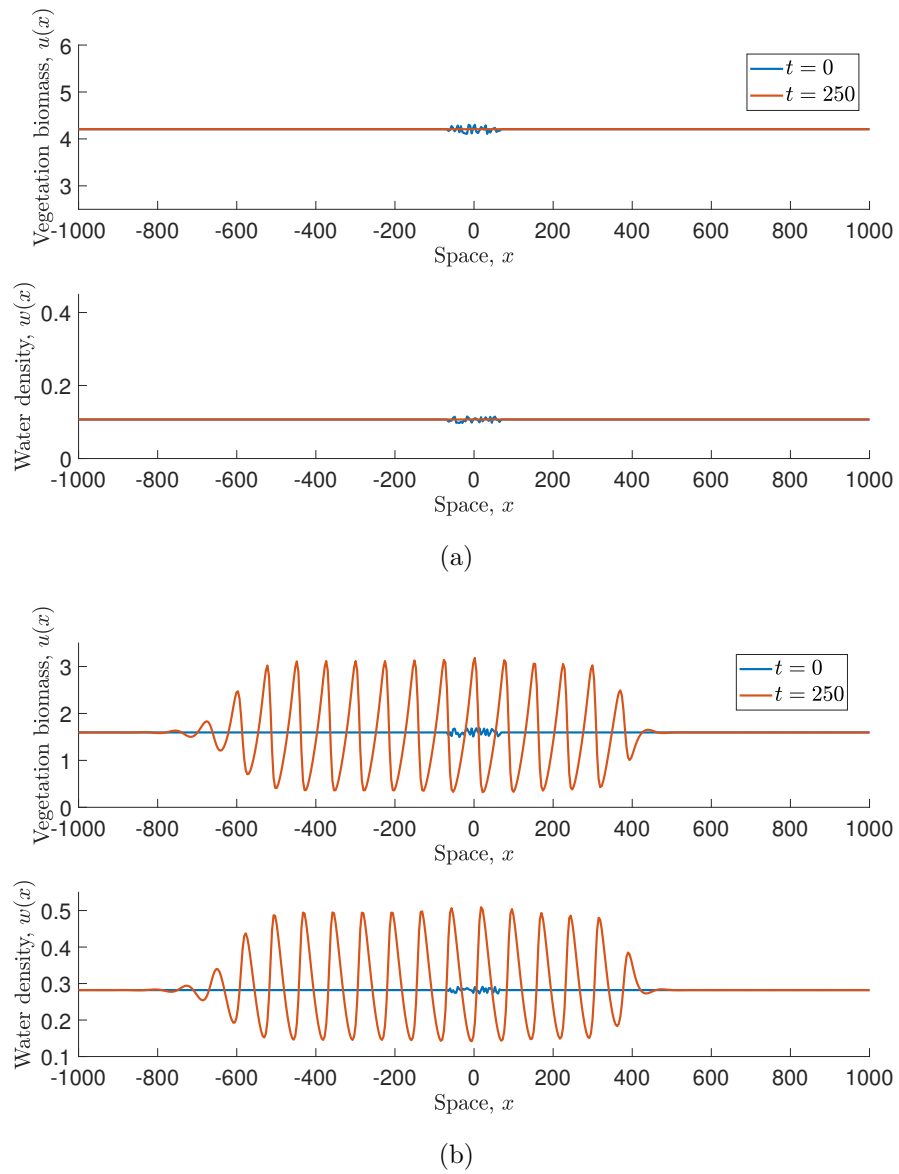 Vegetation biomass, u(x)
6
5
4
3
t = 0
t = 250
-1000 -800 -600 -400 -200 0 200 400 600 800 1000
Space, x
Water density, w(x)
0.4
0.2
0
-1000 -800 -600 -400 -200 0 200 400 600 800 1000
Space, x
(a)
Vegetation biomass, u(x)
3
2
1
0
t = 0
t = 250
-1000 -800 -600 -400 -200 0 200 400 600 800 1000
Space, x
Water density, w(x)
0.5
0.4
0.3
0.2
0.1
-1000 -800 -600 -400 -200 0 200 400 600 800 1000
Space, x
(b)